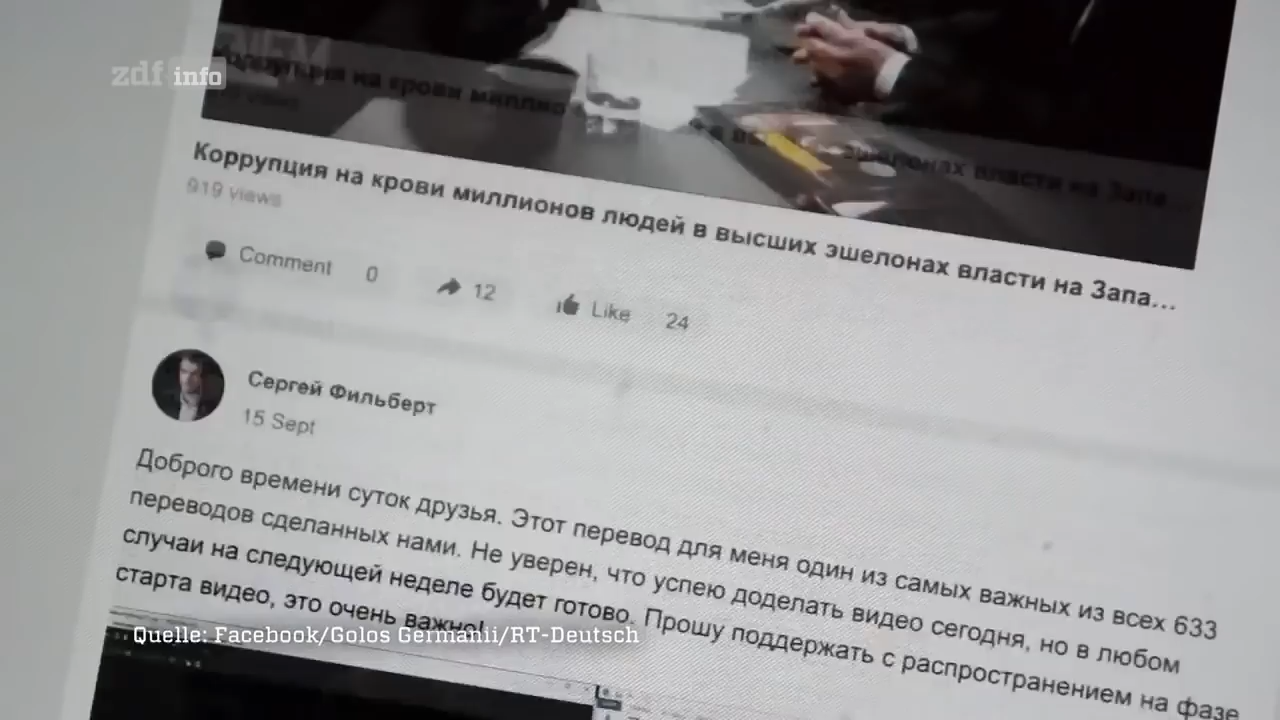 zdf info
Коррупция на крови миллионов людей в высших эшелонах власти на Запа...
919 views
Comment 0 12 Like 24
Сергей Фильберт
15 Sept
Доброго времени суток друзья. Этот перевод для меня один из самых важных из всех 633
переводов сделанных нами. Не уверен, что успею доделать видео сегодня, но в любом
случаи на следующей неделе будет готово. Прошу поддержать с распространением на фазе
старта видео, это очень важно!
Quelle: Facebook/Golos Germanii/RT-Deutsch